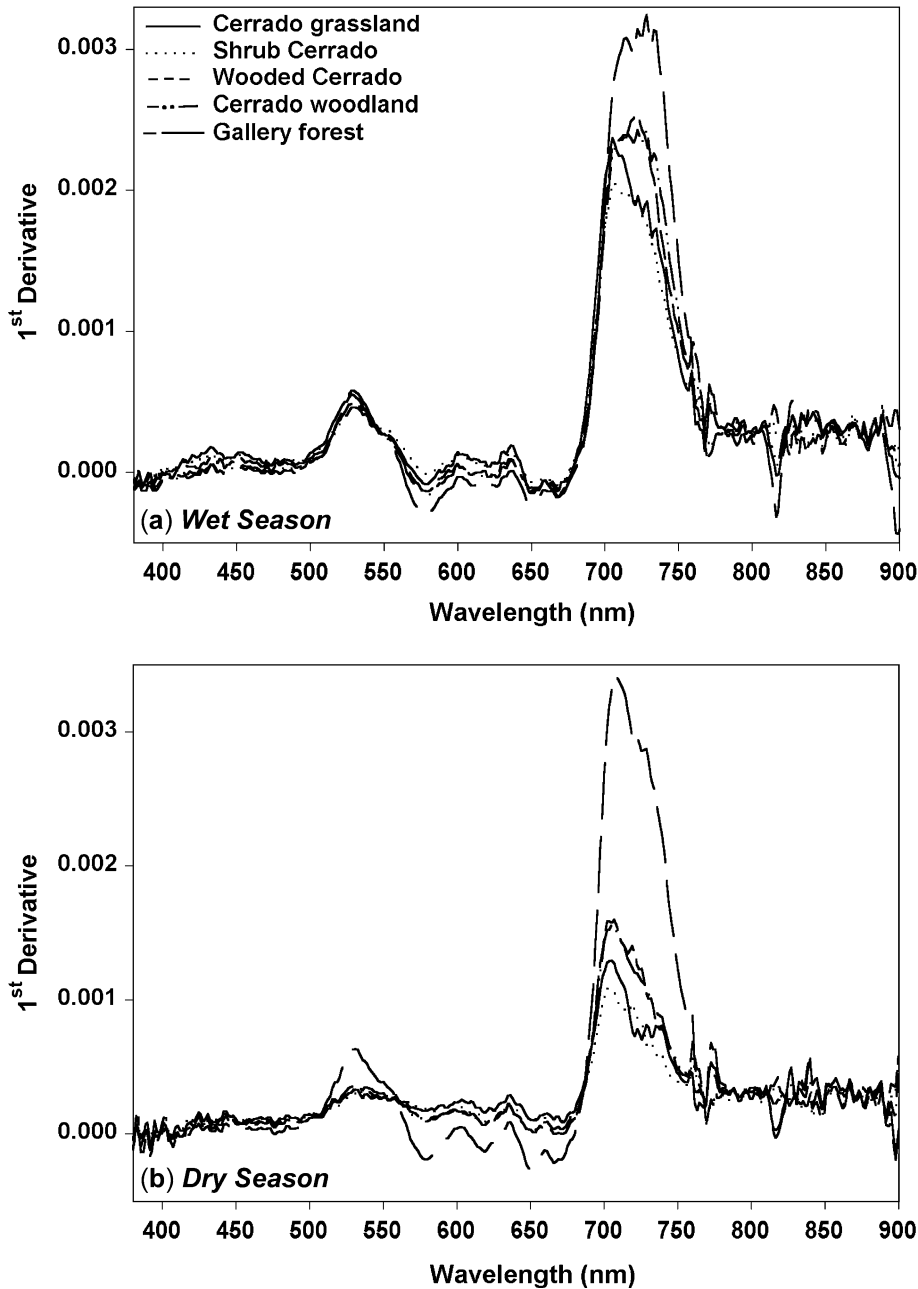 Cerrado grassland
Shrub Cerrado
Wooded Cerrado
Cerrado woodland
Gallery forest
0.003
0.002
0.001
0.000
1st Derivative
(a) Wet Season
400 450 500 550 600 650 700 750 800 850 900
Wavelength (nm)
0.003
0.002
0.001
0.000
1st Derivative
(b) Dry Season
400 450 500 550 600 650 700 750 800 850 900
Wavelength (nm)